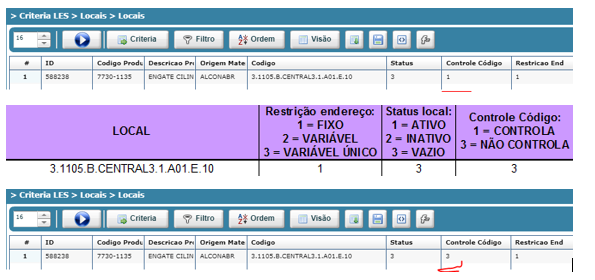 > Criteria LES > Locais > Locais
16 Criteria Filtro Ordem Visão
# ID Codigo Produ Descricao Pr Origem Mate Codigo Status Controle Código Restricao End
1 588238 7730-1135 ENGATE CILIN ALCONABR 3.1105.B.CENTRAL3.1.A01.E.10 3 1 1
LOCAL
Restrição endereço:
1 = FIXO
2 = VARIÁVEL
3 = VARIÁVEL ÚNICO
Status local:
1 = ATIVO
2 = INATIVO
3 = VAZIO
Controle Código:
1 = CONTROLA
3 = NÃO CONTROLA
3.1105.B.CENTRAL3.1.A01.E.10 1 3 3
> Criteria LES > Locais > Locais
16 Criteria Filtro Ordem Visão
# ID Codigo Produ Descricao Pr Origem Mate Codigo Status Controle Código Restricao End
1 588238 7730-1135 ENGATE CILIN ALCONABR 3.1105.B.CENTRAL3.1.A01.E.10 3 3 1